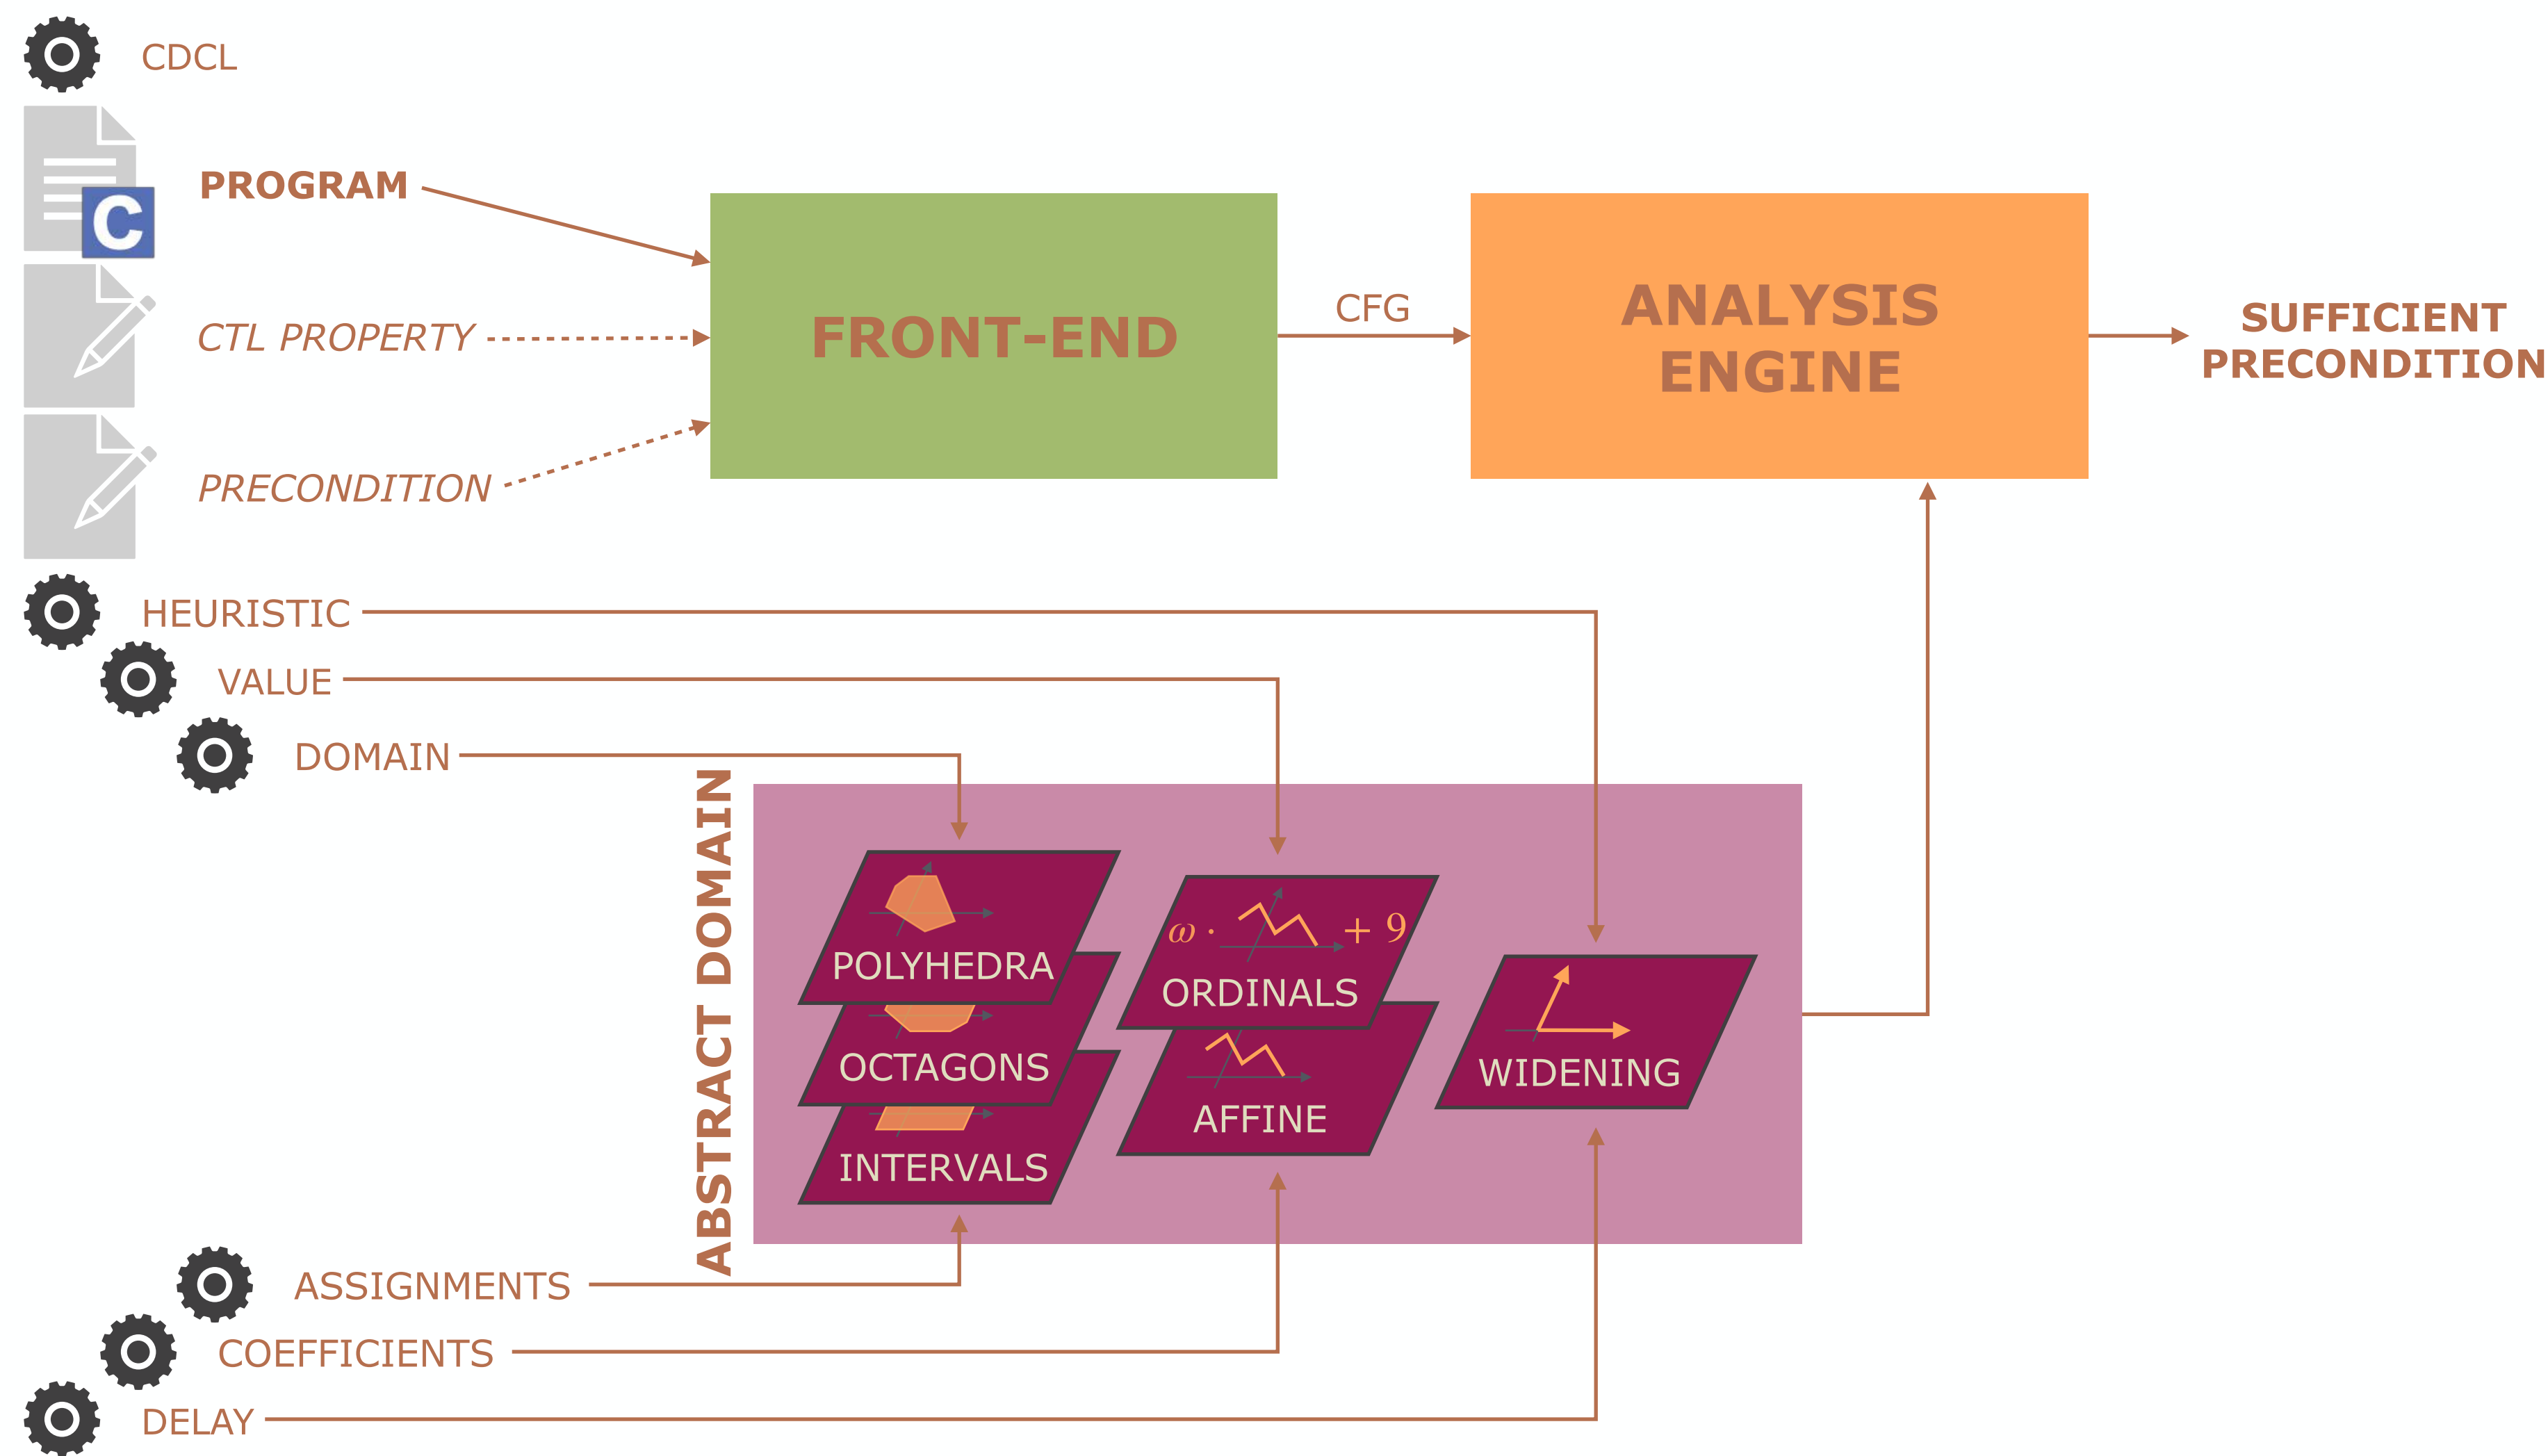 CDCL
PROGRAM
C
CTL PROPERTY
PRECONDITION
FRONT-END
CFG
ANALYSIS
ENGINE
SUFFICIENT
PRECONDITION
HEURISTIC
VALUE
DOMAIN
ABSTRACT DOMAIN
POLYHEDRA
OCTAGONS
INTERVALS
ω · + 9
ORDINALS
AFFINE
WIDENING
ASSIGNMENTS
COEFFICIENTS
DELAY